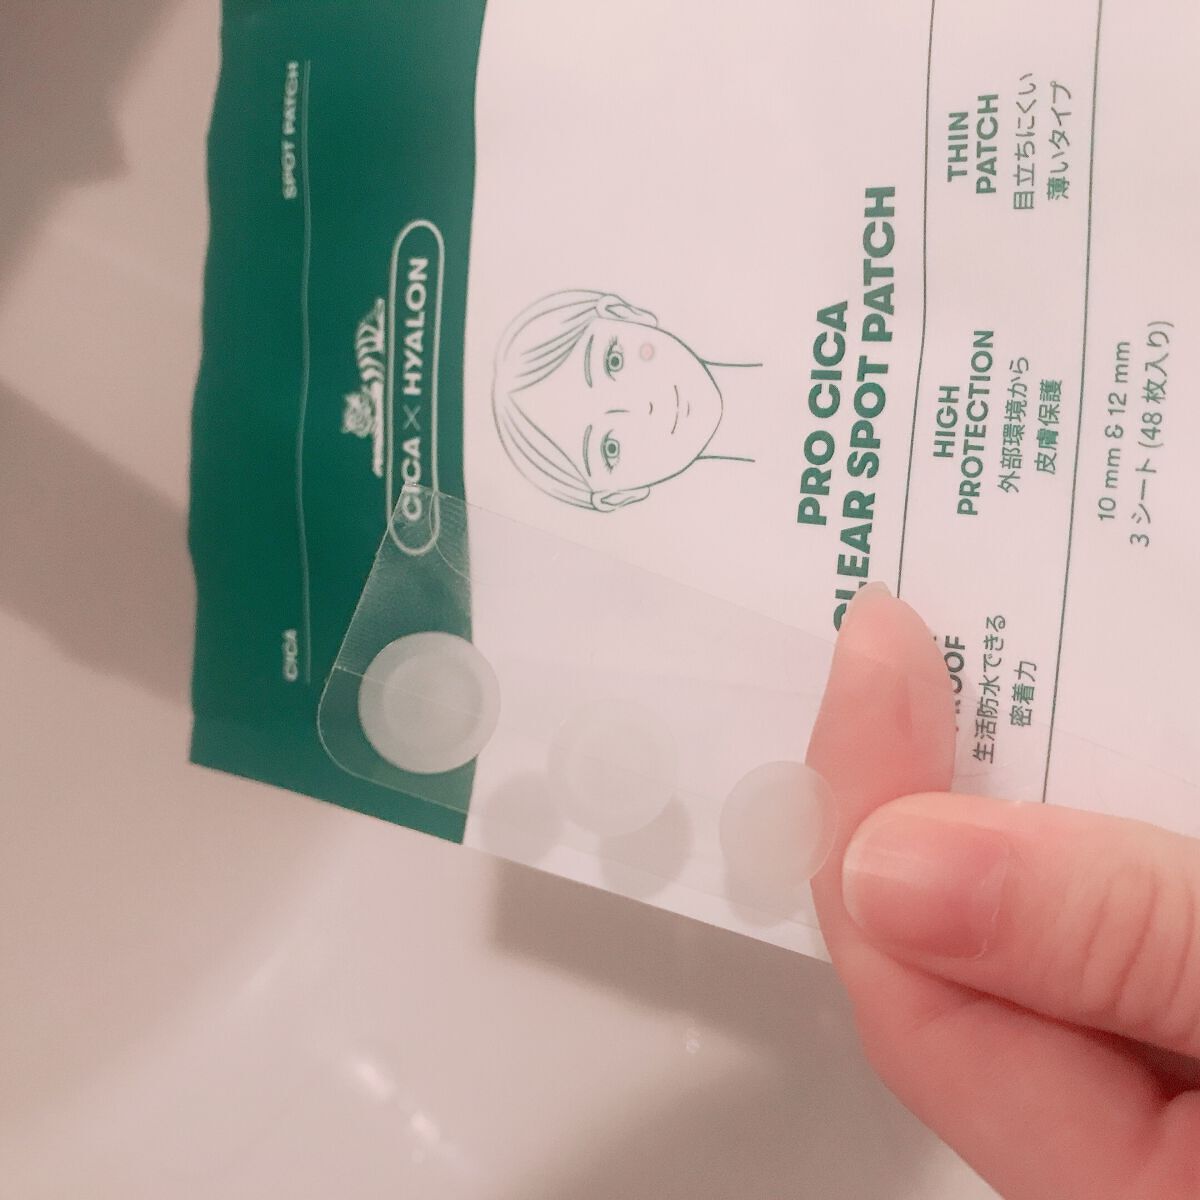 CICA
SPOT PATCH
CICA × HYALON
PRO CICA
CLEAR SPOT PATCH
生活防水できる
密着力
HIGH
PROTECTION
外部環境から
皮膚保護
THIN
PATCH
目立ちにくい
薄いタイプ
10 mm & 12 mm
3 シート (48 枚入り)